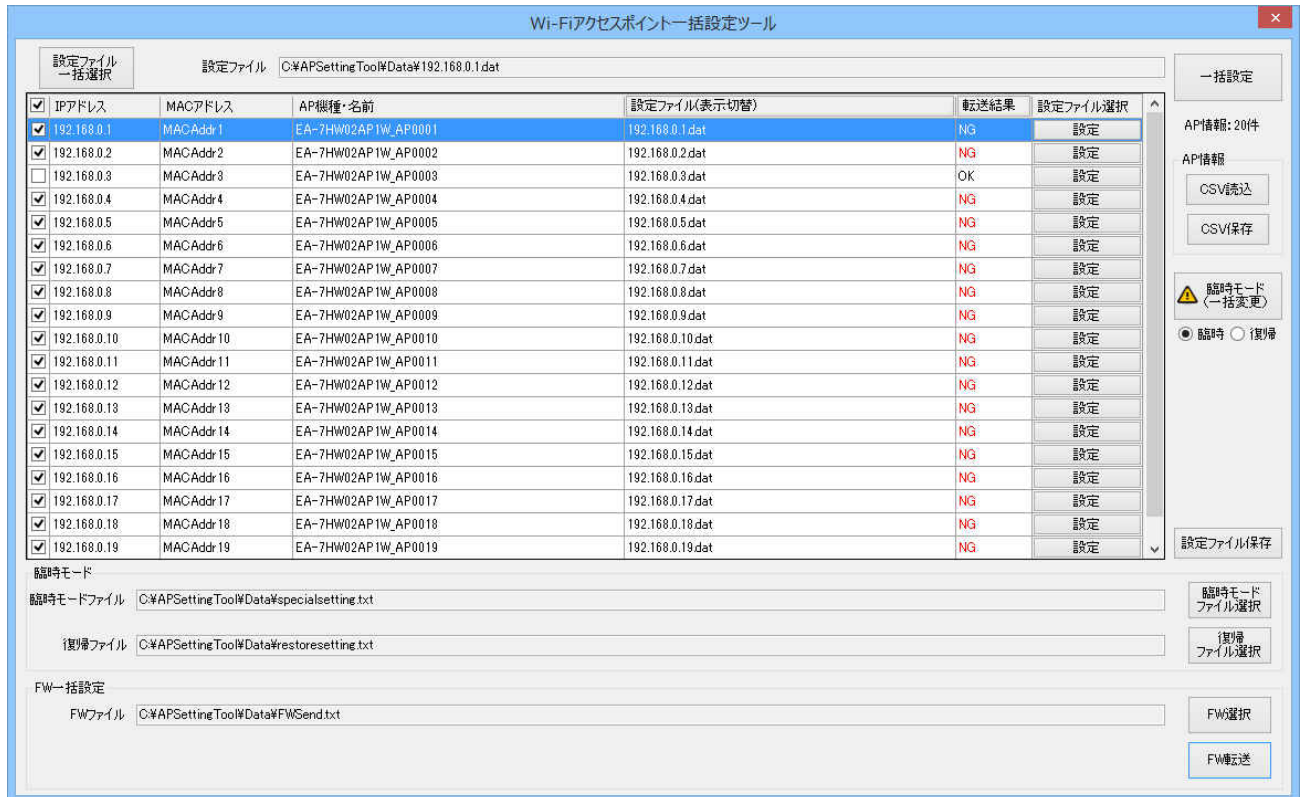 Wi-Fiアクセスポイント一括設定ツール
設定ファイル
一括選択
設定ファイル C:¥APSettingTool¥Data¥192.168.0.1.dat
一括設定
IPアドレス MACアドレス AP機種・名前 設定ファイル(表示切替) 転送結果 設定ファイル選択
192.168.0.1 MACAddr1 EA-7HW02AP1W_AP0001 192.168.0.1.dat NG 設定
192.168.0.2 MACAddr2 EA-7HW02AP1W_AP0002 192.168.0.2.dat NG 設定
192.168.0.3 MACAddr3 EA-7HW02AP1W_AP0003 192.168.0.3.dat OK 設定
192.168.0.4 MACAddr4 EA-7HW02AP1W_AP0004 192.168.0.4.dat NG 設定
192.168.0.5 MACAddr5 EA-7HW02AP1W_AP0005 192.168.0.5.dat NG 設定
192.168.0.6 MACAddr6 EA-7HW02AP1W_AP0006 192.168.0.6.dat NG 設定
192.168.0.7 MACAddr7 EA-7HW02AP1W_AP0007 192.168.0.7.dat NG 設定
192.168.0.8 MACAddr8 EA-7HW02AP1W_AP0008 192.168.0.8.dat NG 設定
192.168.0.9 MACAddr9 EA-7HW02AP1W_AP0009 192.168.0.9.dat NG 設定
192.168.0.10 MACAddr10 EA-7HW02AP1W_AP0010 192.168.0.10.dat NG 設定
192.168.0.11 MACAddr11 EA-7HW02AP1W_AP0011 192.168.0.11.dat NG 設定
192.168.0.12 MACAddr12 EA-7HW02AP1W_AP0012 192.168.0.12.dat NG 設定
192.168.0.13 MACAddr13 EA-7HW02AP1W_AP0013 192.168.0.13.dat NG 設定
192.168.0.14 MACAddr14 EA-7HW02AP1W_AP0014 192.168.0.14.dat NG 設定
192.168.0.15 MACAddr15 EA-7HW02AP1W_AP0015 192.168.0.15.dat NG 設定
192.168.0.16 MACAddr16 EA-7HW02AP1W_AP0016 192.168.0.16.dat NG 設定
192.168.0.17 MACAddr17 EA-7HW02AP1W_AP0017 192.168.0.17.dat NG 設定
192.168.0.18 MACAddr18 EA-7HW02AP1W_AP0018 192.168.0.18.dat NG 設定
192.168.0.19 MACAddr19 EA-7HW02AP1W_AP0019 192.168.0.19.dat NG 設定
AP情報:20件
AP情報
CSV読込
CSV保存
臨時モード
(一括変更)
臨時 復帰
設定ファイル保存
臨時モード
臨時モードファイル C:¥APSettingTool¥Data¥specialsetting.txt
臨時モード
ファイル選択
復帰ファイル C:¥APSettingTool¥Data¥restoresetting.txt
復帰
ファイル選択
FW一括設定
FWファイル C:¥APSettingTool¥Data¥FWSend.txt
FW選択
FW転送